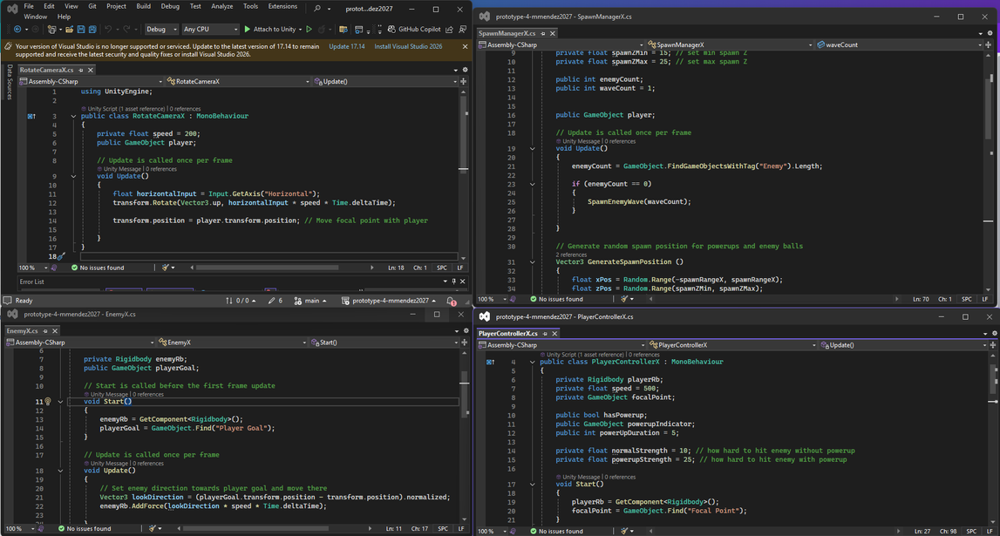 File Edit View Git Project Build Debug Test Analyze Tools Extensions
Window Help
protot...dez2027
Debug Any CPU Attach to Unity GitHub Copilot
Your version of Visual Studio is no longer supported or serviced. Update to the latest version of 17.14 to remain supported and receive the latest security and quality fixes or install Visual Studio 2026.
Update 17.14 Install Visual Studio 2026
Data Sources
RotateCameraX.cs
Assembly-CSharp RotateCameraX Update()
1 using UnityEngine;
2
Unity Script (1 asset reference) | 0 references
3 public class RotateCameraX : MonoBehaviour
4 {
5 private float speed = 200;
6 public GameObject player;
7
8 // Update is called once per frame
Unity Message | 0 references
9 void Update()
10 {
11 float horizontalInput = Input.GetAxis("Horizontal");
12 transform.Rotate(Vector3.up, horizontalInput * speed * Time.deltaTime);
13
14 transform.position = player.transform.position; // Move focal point with player
15
16 }
17 }
18
100 % No issues found Ln: 18 Ch: 1 SPC LF
Error List
Ready 0 / 0 6 main prototype-4-mmendez2027 1
prototype-4-mmendez2027 - SpawnManagerX.cs
SpawnManagerX.cs
Assembly-CSharp SpawnManagerX waveCount
9 private float spawnZMin = 15; // set min spawn Z
10 private float spawnZMax = 25; // set max spawn Z
11
12 public int enemyCount;
13 public int waveCount = 1;
14
15
16 public GameObject player;
17
18 // Update is called once per frame
Unity Message | 0 references
19 void Update()
20 {
21 enemyCount = GameObject.FindGameObjectsWithTag("Enemy").Length;
22
23 if (enemyCount == 0)
24 {
25 SpawnEnemyWave(waveCount);
26 }
27
28 }
29
30 // Generate random spawn position for powerups and enemy balls
2 references
31 Vector3 GenerateSpawnPosition ()
32 {
33 float xPos = Random.Range(-spawnRangeX, spawnRangeX);
34 float zPos = Random.Range(spawnZMin, spawnZMax);
100 % No issues found Ln: 70 Ch: 1 SPC LF
prototype-4-mmendez2027 - EnemyX.cs
EnemyX.cs
Assembly-CSharp EnemyX Start()
6
7 private Rigidbody enemyRb;
8 public GameObject playerGoal;
9
10 // Start is called before the first frame update
Unity Message | 0 references
11 void Start()
12 {
13 enemyRb = GetComponent<Rigidbody>();
14 playerGoal = GameObject.Find("Player Goal");
15 }
16
17 // Update is called once per frame
Unity Message | 0 references
18 void Update()
19 {
20 // Set enemy direction towards player goal and move there
21 Vector3 lookDirection = (playerGoal.transform.position - transform.position).normalized;
22 enemyRb.AddForce(lookDirection * speed * Time.deltaTime);
23
24 }
100 % No issues found Ln: 11 Ch: 17 SPC LF
prototype-4-mmendez2027 - PlayerControllerX.cs
PlayerControllerX.cs
Assembly-CSharp PlayerControllerX Update()
Unity Script (1 asset reference) | 0 references
4 public class PlayerControllerX : MonoBehaviour
5 {
6 private Rigidbody playerRb;
7 private float speed = 500;
8 private GameObject focalPoint;
9
10 public bool hasPowerup;
11 public GameObject powerupIndicator;
12 public int powerUpDuration = 5;
13
14 private float normalStrength = 10; // how hard to hit enemy without powerup
15 private float powerupStrength = 25; // how hard to hit enemy with powerup
16
Unity Message | 0 references
17 void Start()
18 {
19 playerRb = GetComponent<Rigidbody>();
20 focalPoint = GameObject.Find("Focal Point");
21 }
100 % No issues found Ln: 27 Ch: 98 SPC LF